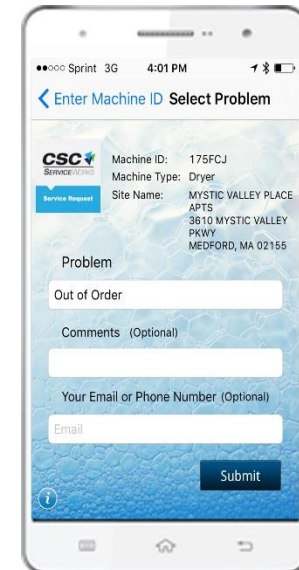 Sprint 3G 4:01 PM
Enter Machine ID Select Problem
CSC
SERVICEWORKS
Service Request
Machine ID: 175FCJ
Machine Type: Dryer
Site Name: MYSTIC VALLEY PLACE
APTS
3610 MYSTIC VALLEY
PKWY
MEDFORD, MA 02155
Problem
Out of Order
Comments (Optional)
Your Email or Phone Number (Optional)
Email
Submit
i